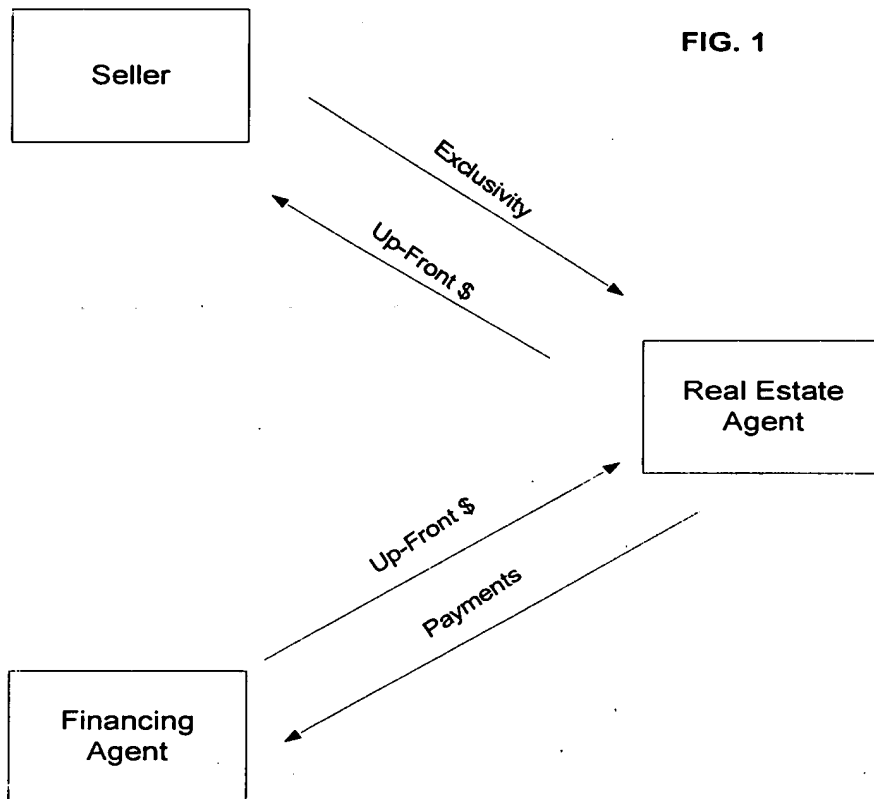 FIG. 1
Seller
Exclusivity
Up-Front $
Real Estate
Agent
Up-Front $
Payments
Financing
Agent